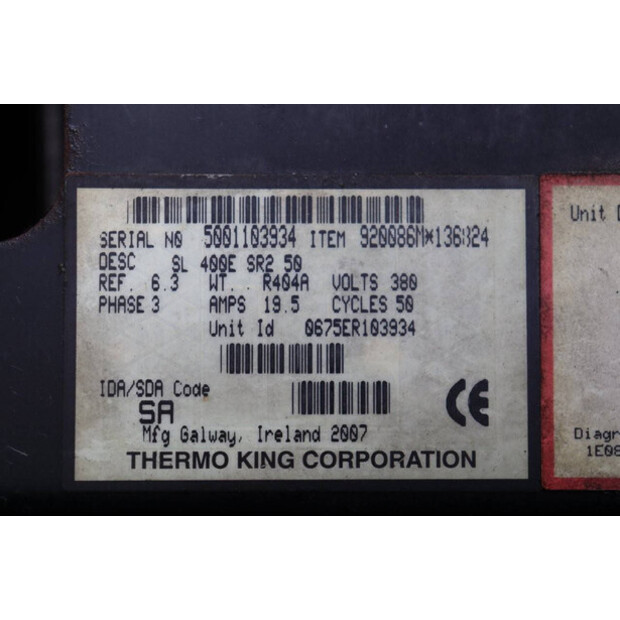 SERIAL NO 5001103934 ITEM 920086M*136824
DESC SL 400E SR2 50
REF. 6.3 WT.. R404A VOLTS 380
PHASE 3 AMPS 19.5 CYCLES 50
Unit Id 0675ER103934
IDA/SDA Code
SA
CE
Mfg Galway, Ireland 2007
THERMO KING CORPORATION
Unit
Diagr
1E08